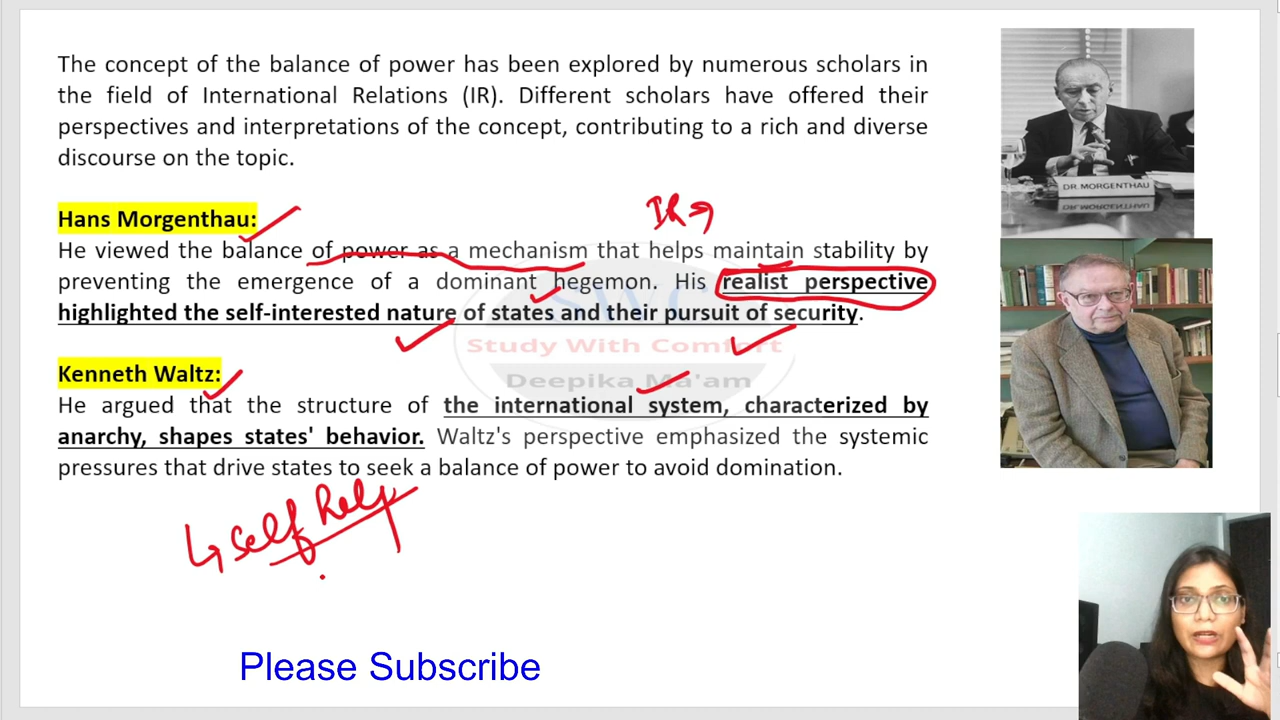 The concept of the balance of power has been explored by numerous scholars in
the field of International Relations (IR). Different scholars have offered their
perspectives and interpretations of the concept, contributing to a rich and diverse
discourse on the topic.
Hans Morgenthau:
IR
He viewed the balance of power as a mechanism that helps maintain stability by
preventing the emergence of a dominant hegemon. His realist perspective
highlighted the self-interested nature of states and their pursuit of security.
SWC
Study With Comfort
Deepika Ma'am
Kenneth Waltz:
He argued that the structure of the international system, characterized by
anarchy, shapes states' behavior. Waltz's perspective emphasized the systemic
pressures that drive states to seek a balance of power to avoid domination.
Self help
Please Subscribe
DR. MORGENTHAU